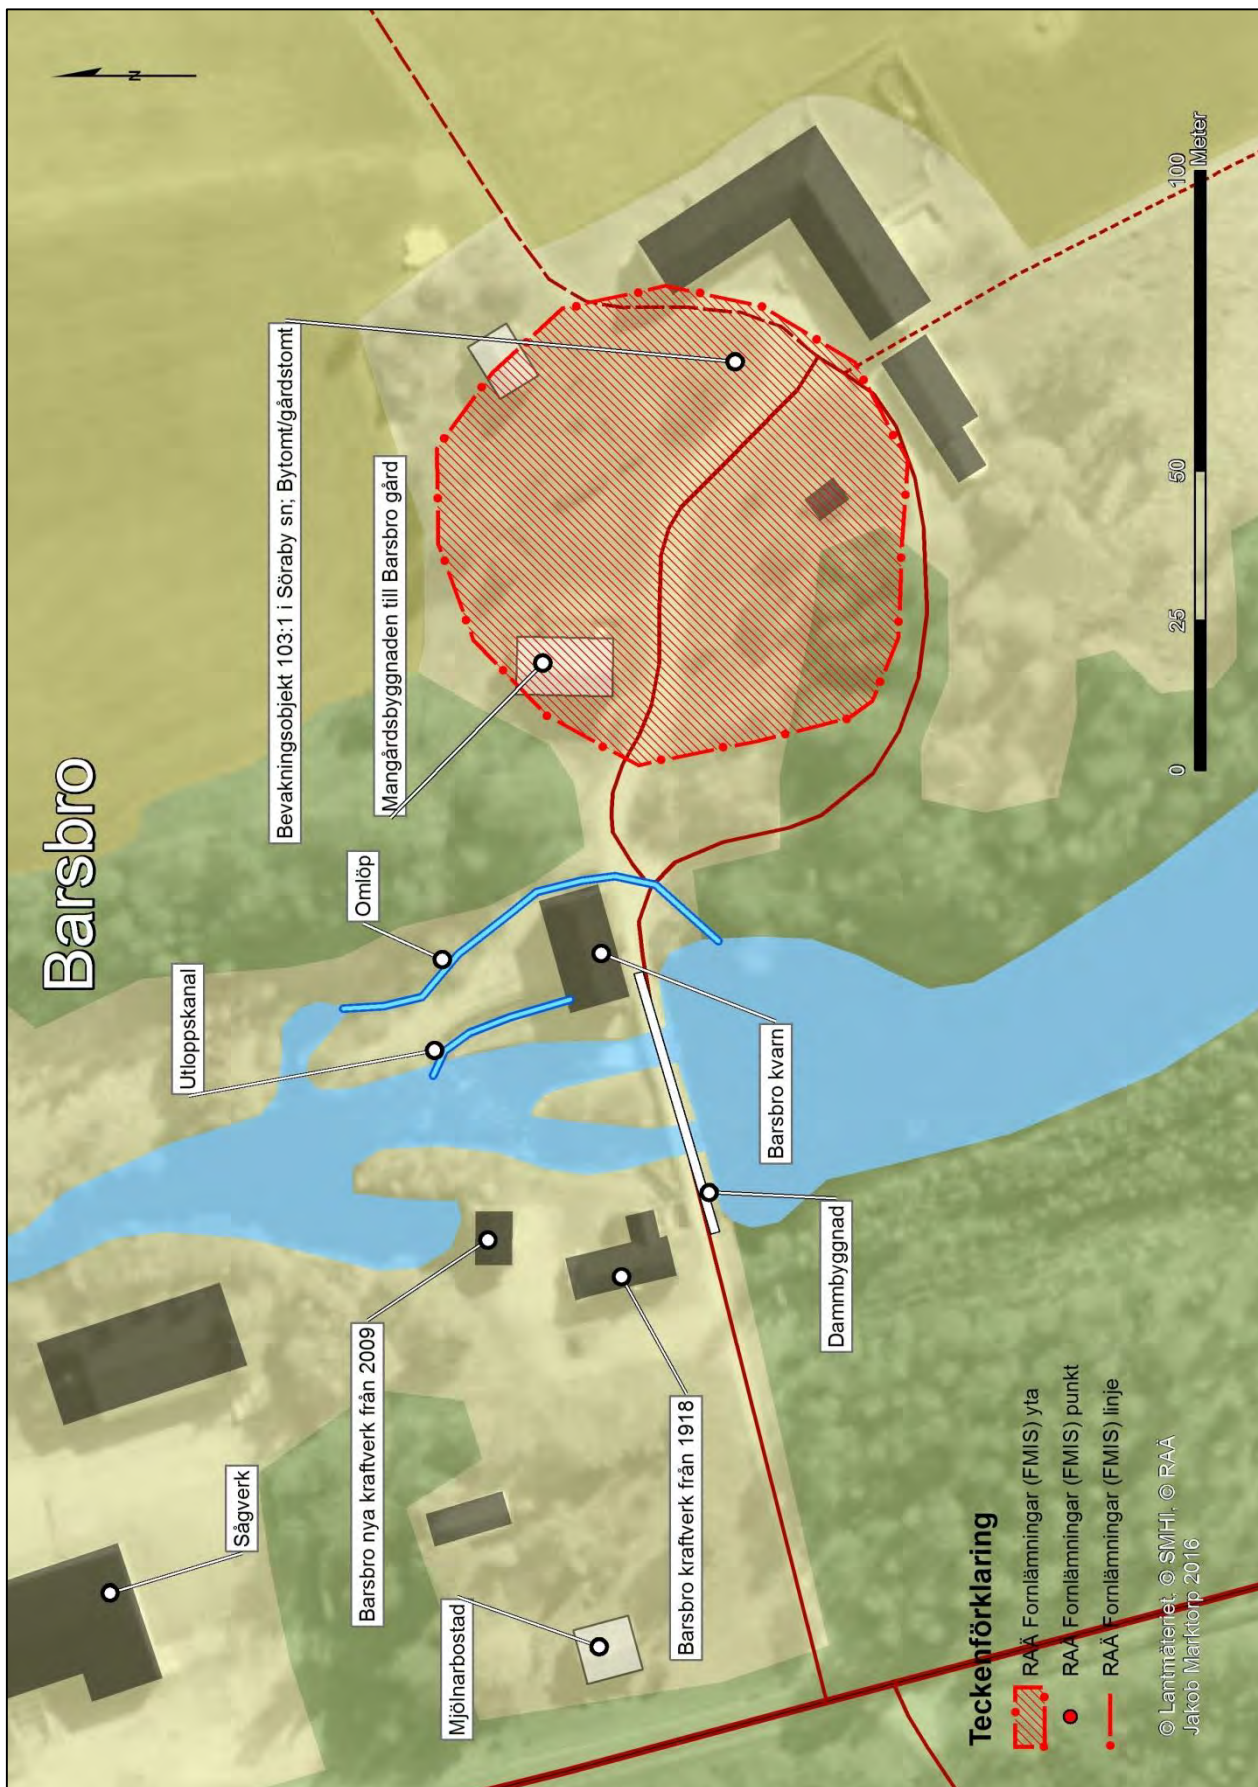 Barsbro
N
Sågverk
Utloppskanal
Omlöp
Bevakningsobjekt 103:1 i Söraby sn; Bytomt/gårdstomt
Barsbro nya kraftverk från 2009
Mangårdsbyggnaden till Barsbro gård
Mjölnarbostad
Barsbro kraftverk från 1918
Barsbro kvarn
Dammbyggnad
Teckenförklaring
RAÄ Fornlämningar (FMIS) yta
RAÄ Fornlämningar (FMIS) punkt
RAÄ Fornlämningar (FMIS) linje
© Lantmäteriet, © SMHI, © RAÄ
Jakob Marktorp 2016
0 25 50 100
Meter